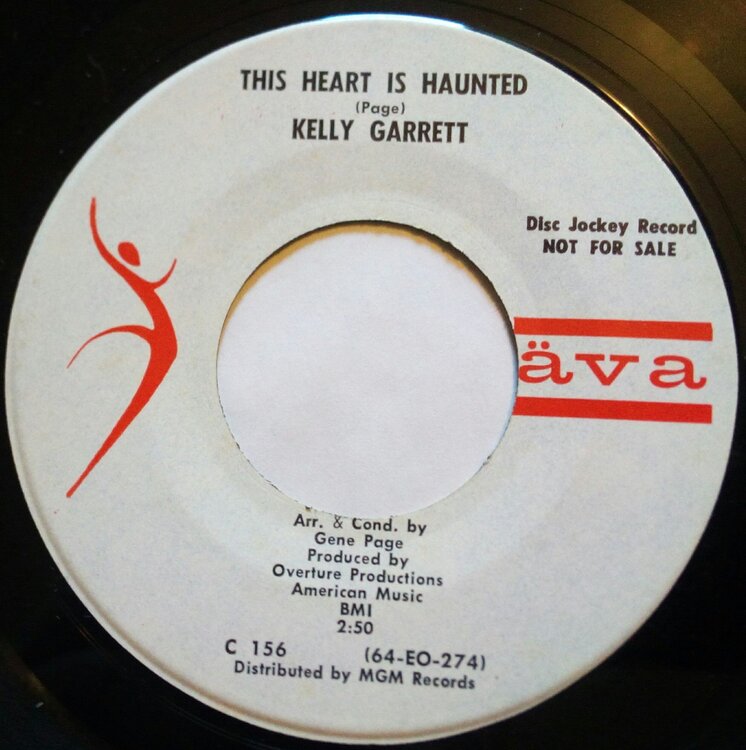 THIS HEART IS HAUNTED
(Page)
KELLY GARRETT
Disc Jockey Record
NOT FOR SALE
äva
Arr. & Cond. by
Gene Page
Produced by
Overture Productions
American Music
BMI
2:50
C 156 (64-EO-274)
Distributed by MGM Records